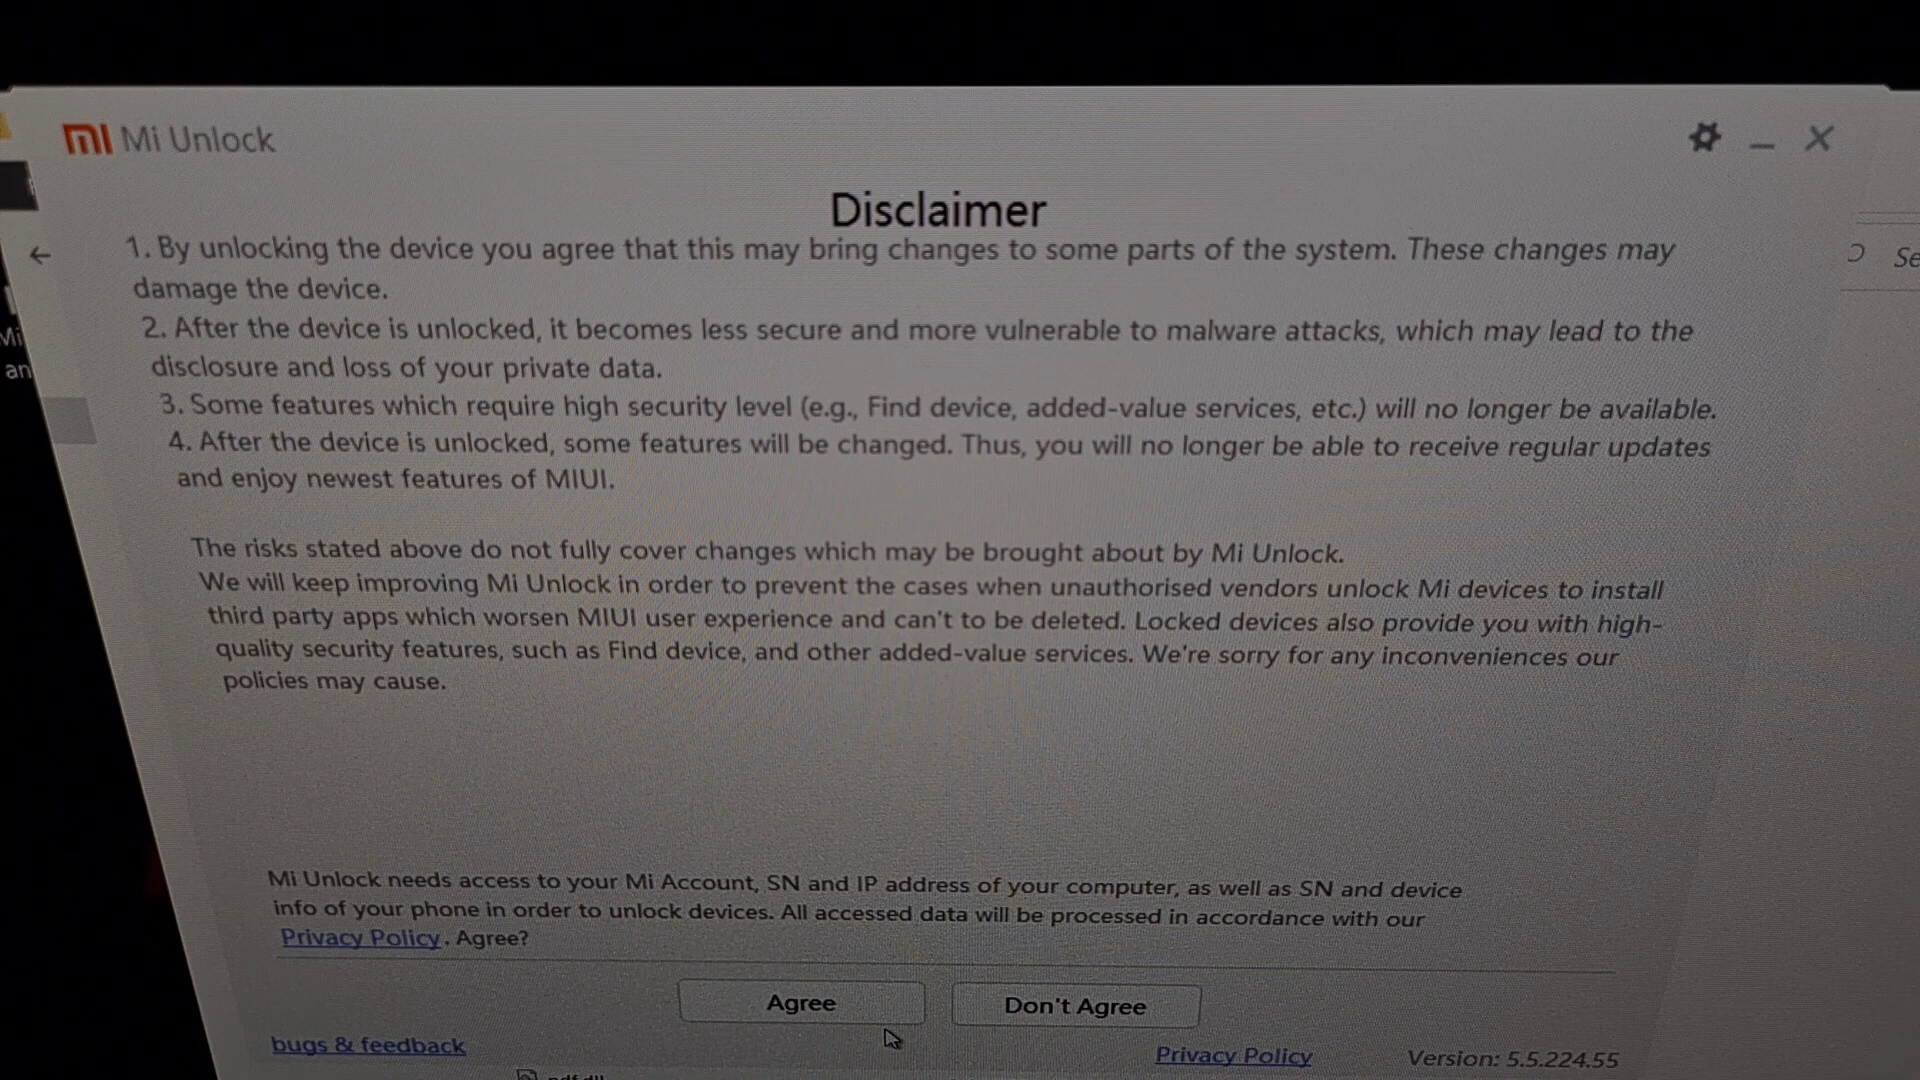 Mi Unlock
Disclaimer
1. By unlocking the device you agree that this may bring changes to some parts of the system. These changes may
damage the device.
2. After the device is unlocked, it becomes less secure and more vulnerable to malware attacks, which may lead to the
disclosure and loss of your private data.
3. Some features which require high security level (e.g., Find device, added-value services, etc.) will no longer be available.
4. After the device is unlocked, some features will be changed. Thus, you will no longer be able to receive regular updates
and enjoy newest features of MIUI.
The risks stated above do not fully cover changes which may be brought about by Mi Unlock.
We will keep improving Mi Unlock in order to prevent the cases when unauthorised vendors unlock Mi devices to install
third party apps which worsen MIUI user experience and can't to be deleted. Locked devices also provide you with high-
quality security features, such as Find device, and other added-value services. We're sorry for any inconveniences our
policies may cause.
Mi Unlock needs access to your Mi Account, SN and IP address of your computer, as well as SN and device
info of your phone in order to unlock devices. All accessed data will be processed in accordance with our
Privacy Policy. Agree?
Agree
Don't Agree
bugs & feedback
Privacy Policy
Version: 5.5.224.55
Se
Mi
an